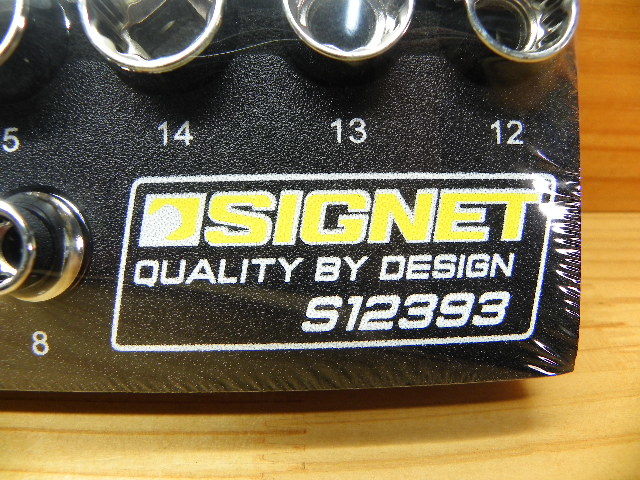 5 14 13 12
SIGNET
QUALITY BY DESIGN
S12393
8